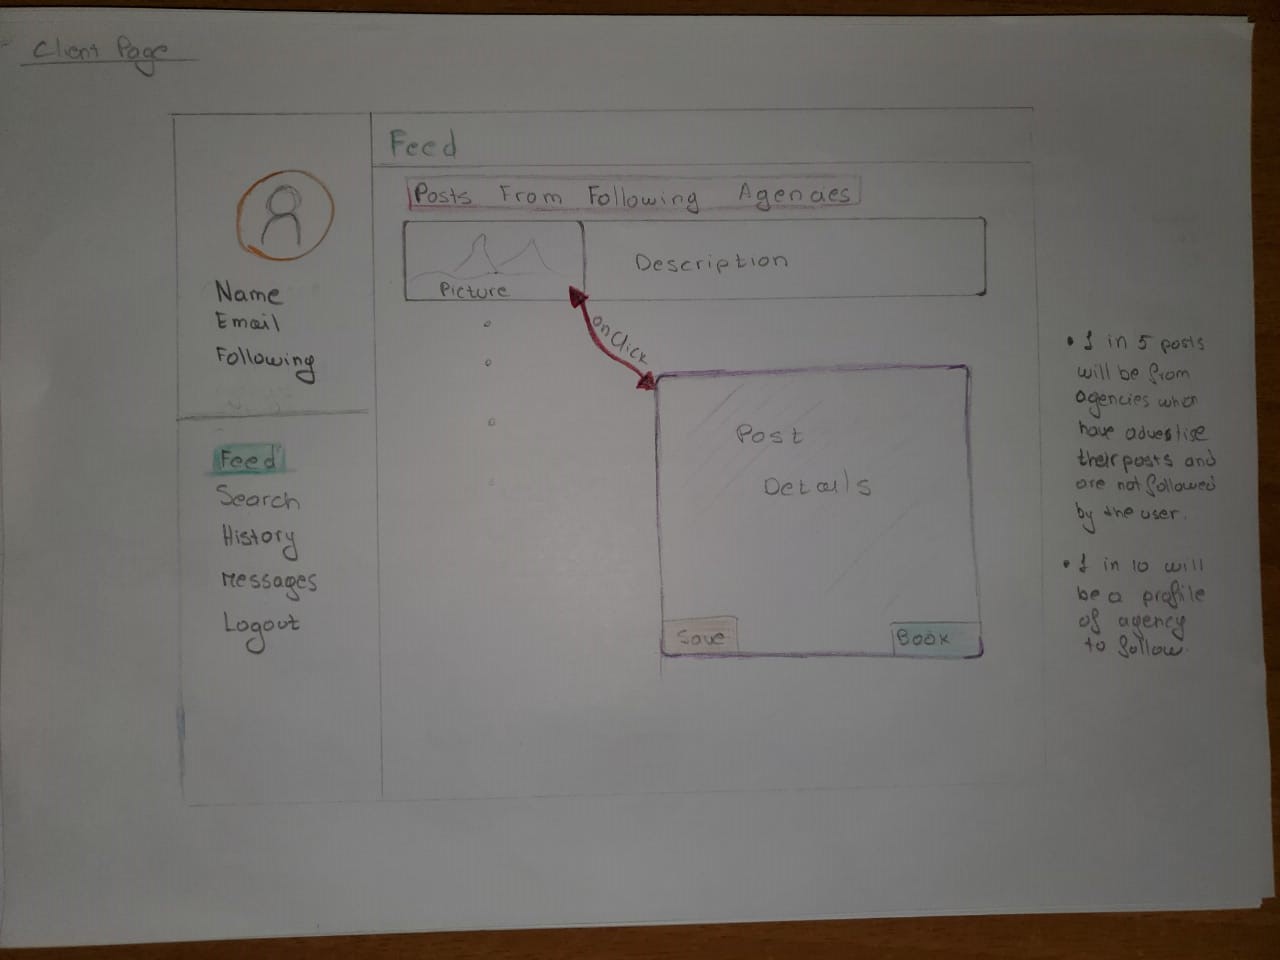 Client Page
Feed
Posts From Following Agencies
Picture
Description
onClick
Name
Email
Following
Feed
Search
History
Messages
Logout
Post
Details
Save
Book
• 1 in 5 posts
will be from
agencies who
have advestise
their posts and
are not followed
by the user.
• 1 in 10 will
be a profile
of agency
to follow.